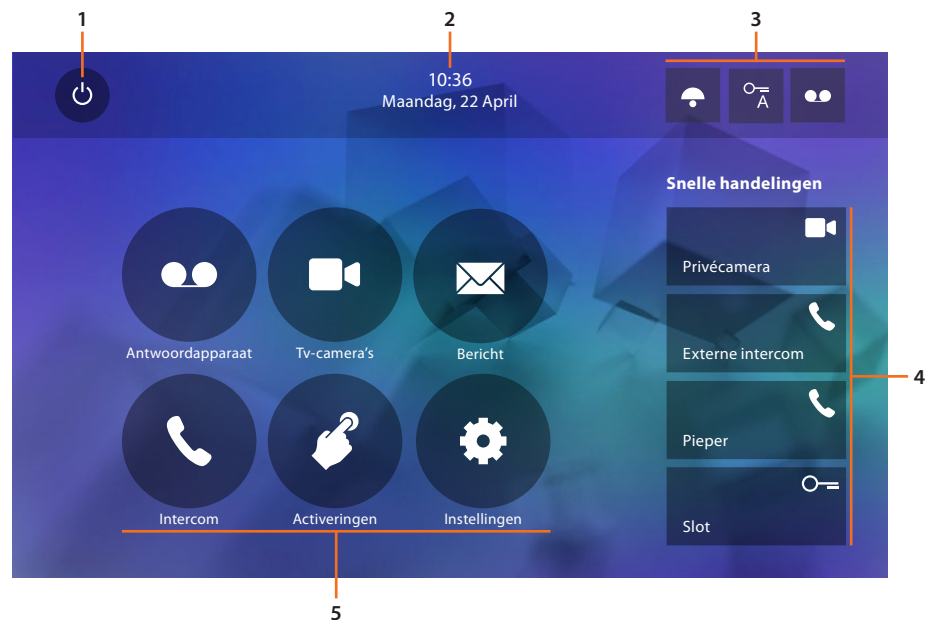 1
2
3
10:36
Maandag, 22 April
A
Snelle handelingen
Privécamera
Externe intercom
Pieper
Slot
4
Antwoordapparaat
Tv-camera's
Bericht
Intercom
Activeringen
Instellingen
5